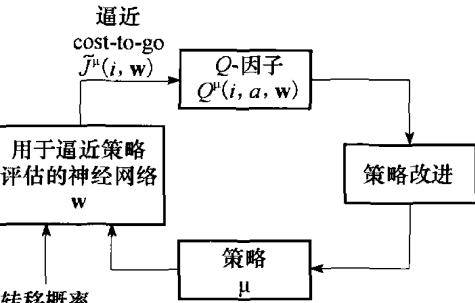 逼近
cost-to-go
J̃^μ(i, w)
Q-因子
Q^μ(i, a, w)
用于逼近策略
评估的神经网络
w
策略改进
策略
μ
转移概率